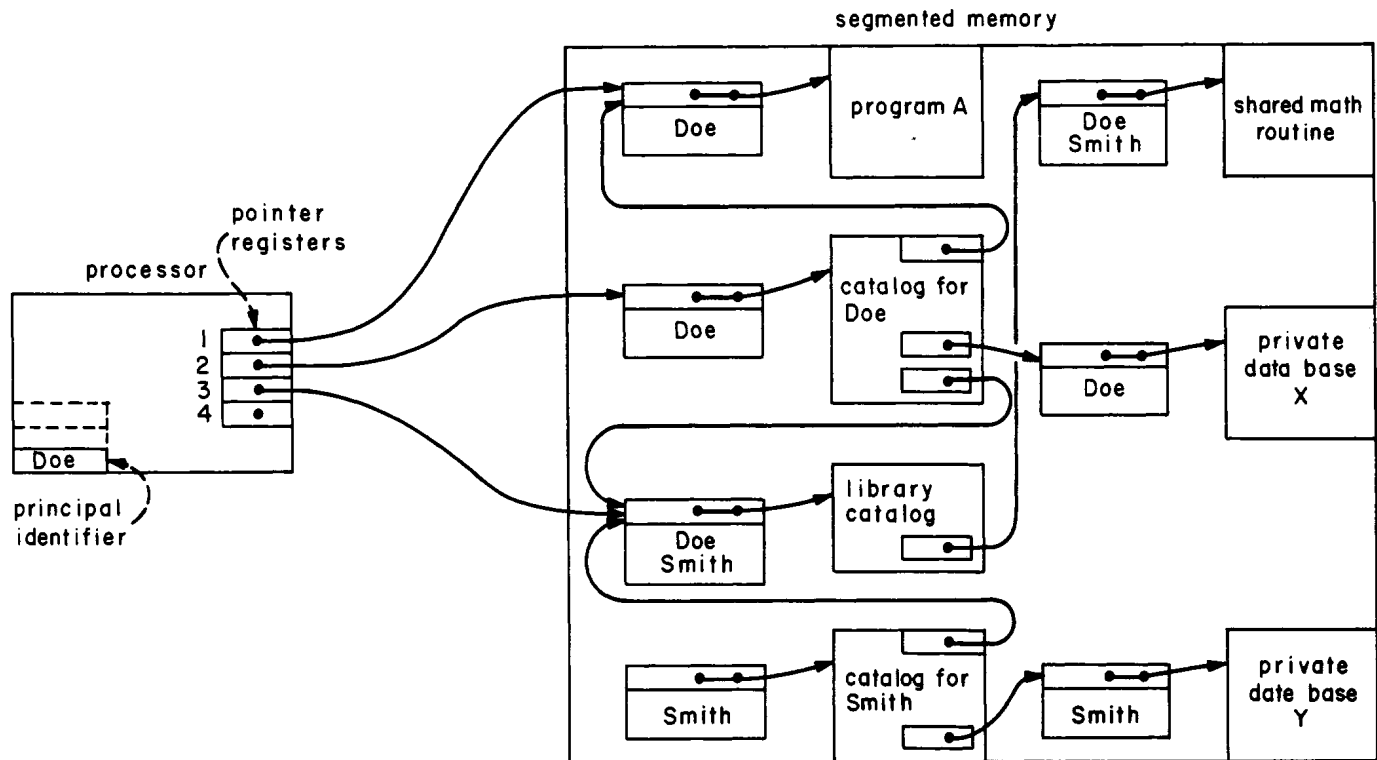 segmented memory
Doe
program A
Doe
Smith
shared math
routine
pointer
registers
processor
1
2
3
4
Doe
principal
identifier
Doe
catalog for
Doe
Doe
private
data base
X
Doe
Smith
library
catalog
Smith
catalog for
Smith
Smith
private
date base
Y